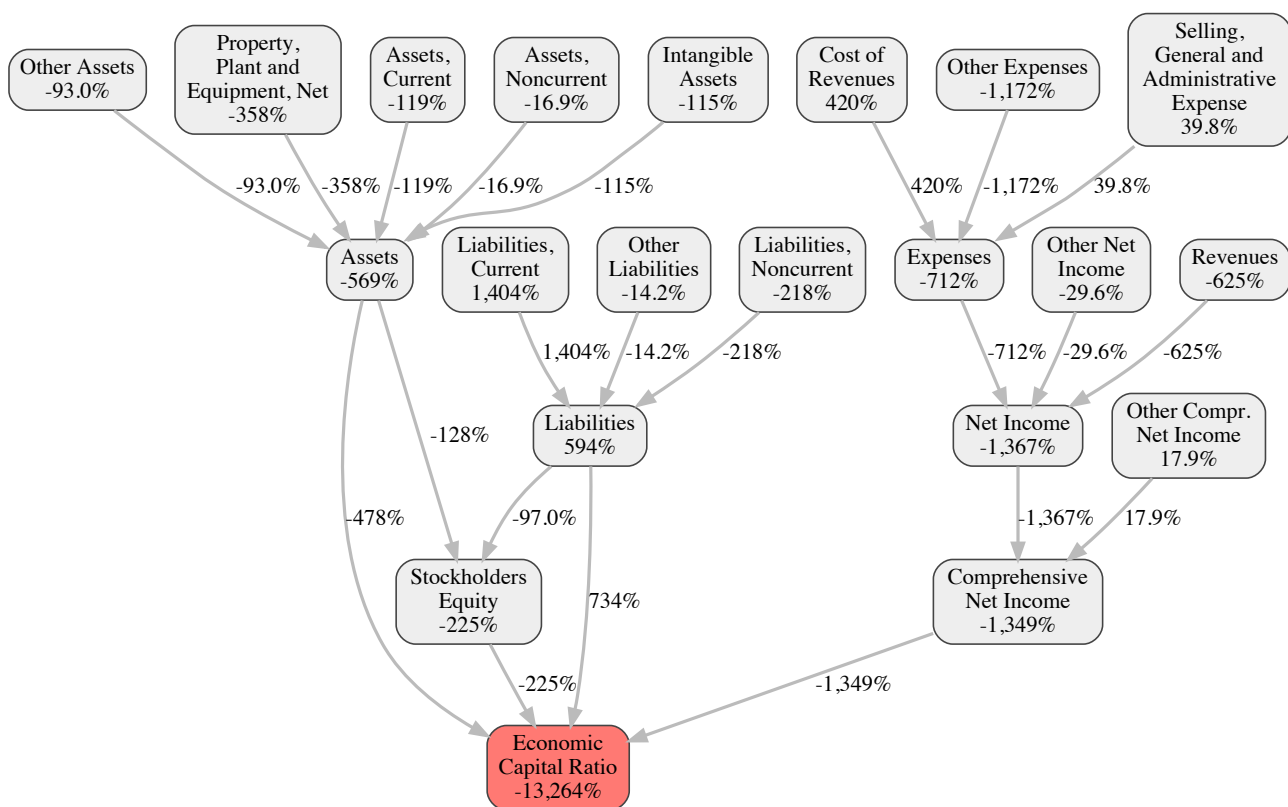 Other Assets
-93.0%
Property,
Plant and
Equipment, Net
-358%
Assets,
Current
-119%
Assets,
Noncurrent
-16.9%
Intangible
Assets
-115%
Cost of
Revenues
420%
Other Expenses
-1,172%
Selling,
General and
Administrative
Expense
39.8%
-93.0%
-358%
-119%
-16.9%
-115%
420%
-1,172%
39.8%
Assets
-569%
Liabilities,
Current
1,404%
Other
Liabilities
-14.2%
Liabilities,
Noncurrent
-218%
Expenses
-712%
Other Net
Income
-29.6%
Revenues
-625%
1,404%
-14.2%
-218%
-712%
-29.6%
-625%
-128%
Liabilities
594%
Net Income
-1,367%
Other Compr.
Net Income
17.9%
-478%
-97.0%
-1,367%
17.9%
Stockholders
Equity
-225%
734%
Comprehensive
Net Income
-1,349%
-225%
-1,349%
Economic
Capital Ratio
-13,264%